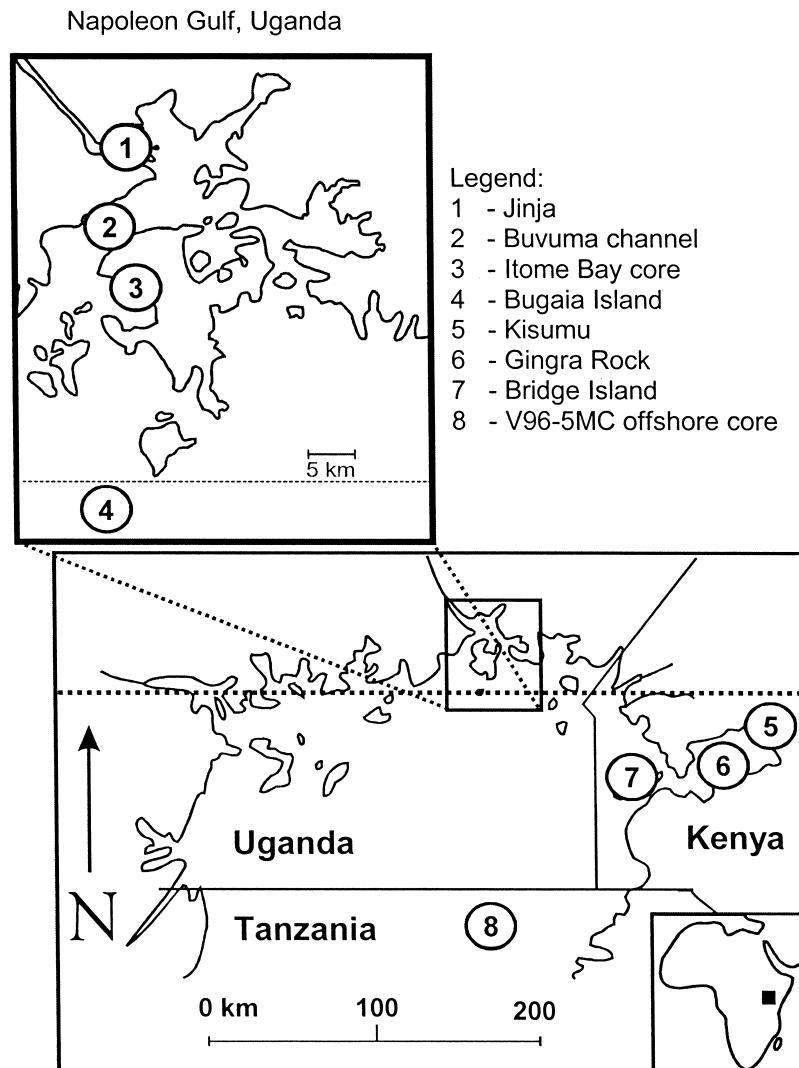 Napoleon Gulf, Uganda
1
2
3
5 km
4
Legend:
1 - Jinja
2 - Buvuma channel
3 - Itome Bay core
4 - Bugaia Island
5 - Kisumu
6 - Gingra Rock
7 - Bridge Island
8 - V96-5MC offshore core
5
6
7
Uganda
Kenya
N
Tanzania
8
0 km 100 200